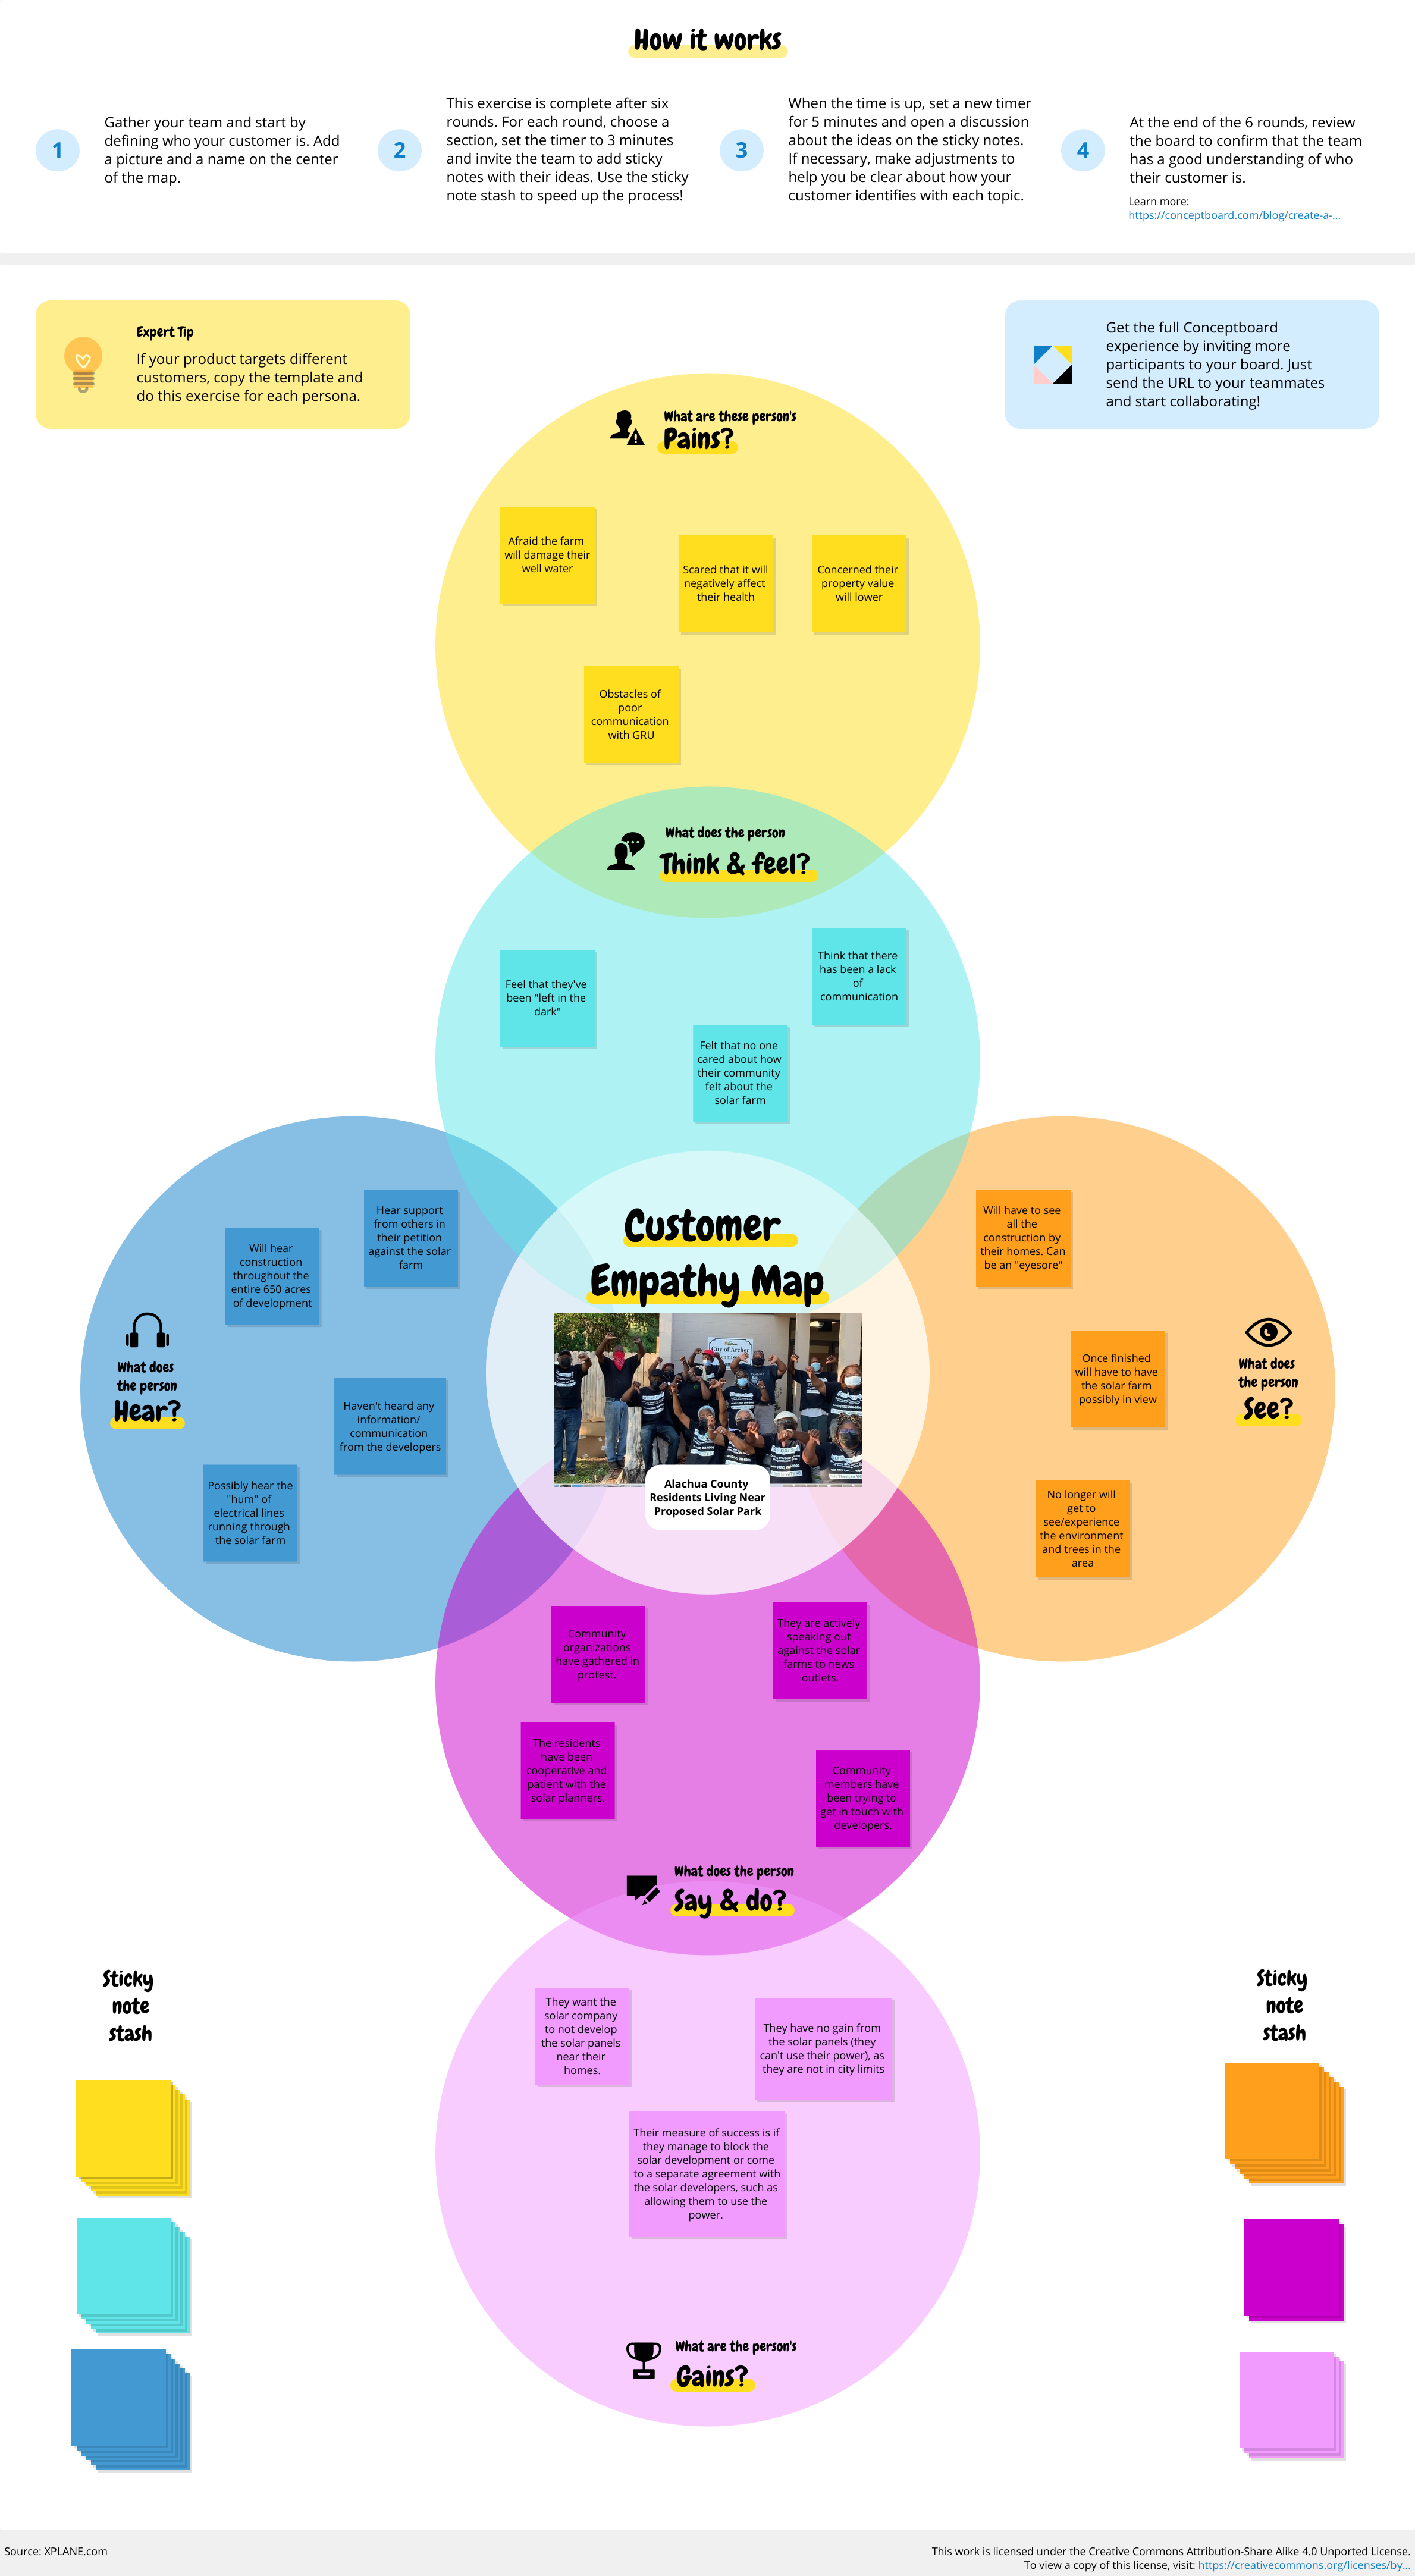 How it works
1
Gather your team and start by
defining who your customer is. Add
a picture and a name on the center
of the map.
2
This exercise is complete after six
rounds. For each round, choose a
section, set the timer to 3 minutes
and invite the team to add sticky
notes with their ideas. Use the sticky
note stash to speed up the process!
3
When the time is up, set a new timer
for 5 minutes and open a discussion
about the ideas on the sticky notes.
If necessary, make adjustments to
help you be clear about how your
customer identifies with each topic.
4
At the end of the 6 rounds, review
the board to confirm that the team
has a good understanding of who
their customer is.
Learn more:
https://conceptboard.com/blog/create-a-...
Expert Tip
If your product targets different
customers, copy the template and
do this exercise for each persona.
Get the full Conceptboard
experience by inviting more
participants to your board. Just
send the URL to your teammates
and start collaborating!
What are these person's
Pains?
Afraid the farm
will damage their
well water
Scared that it will
negatively affect
their health
Concerned their
property value
will lower
Obstacles of
poor
communication
with GRU
What does the person
Think & feel?
Feel that they've
been "left in the
dark"
Think that there
has been a lack
of
communication
Felt that no one
cared about how
their community
felt about the
solar farm
Hear support
from others in
their petition
against the solar
farm
Will hear
construction
throughout the
entire 650 acres
of development
What does
the person
Hear?
Haven't heard any
information/
communication
from the developers
Possibly hear the
"hum" of
electrical lines
running through
the solar farm
Customer
Empathy Map
City of Archer
Alachua County
Residents Living Near
Proposed Solar Park
Will have to see
all the
construction by
their homes. Can
be an "eyesore"
Once finished
will have to have
the solar farm
possibly in view
What does
the person
See?
No longer will
get to
see/experience
the environment
and trees in the
area
Community
organizations
have gathered in
protest.
They are actively
speaking out
against the solar
farms to news
outlets.
The residents
have been
cooperative and
patient with the
solar planners.
Community
members have
been trying to
get in touch with
developers.
What does the person
Say & do?
They want the
solar company
to not develop
the solar panels
near their
homes.
They have no gain from
the solar panels (they
can't use their power), as
they are not in city limits
Their measure of success is if
they manage to block the
solar development or come
to a separate agreement with
the solar developers, such as
allowing them to use the
power.
What are the person's
Gains?
Sticky
note
stash
Sticky
note
stash
Source: XPLANE.com
This work is licensed under the Creative Commons Attribution-Share Alike 4.0 Unported License.
To view a copy of this license, visit: https://creativecommons.org/licenses/by...